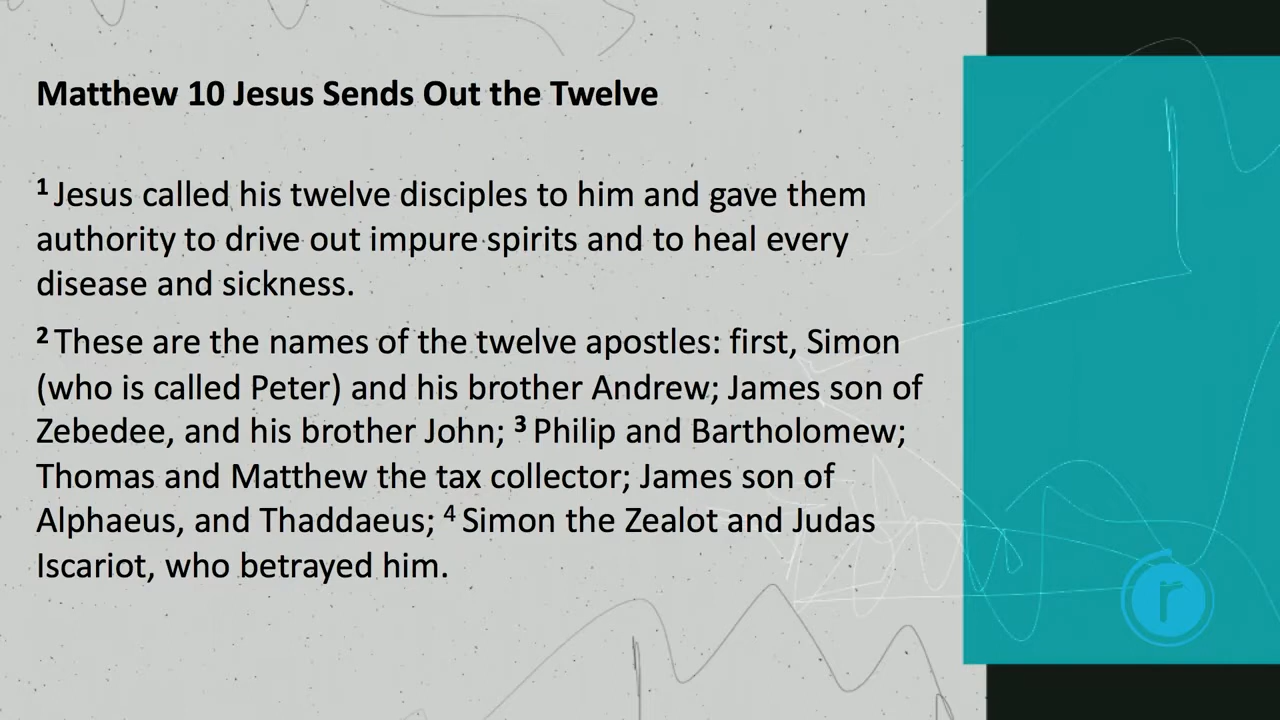 Matthew 10 Jesus Sends Out the Twelve
1 Jesus called his twelve disciples to him and gave them
authority to drive out impure spirits and to heal every
disease and sickness.
2 These are the names of the twelve apostles: first, Simon
(who is called Peter) and his brother Andrew; James son of
Zebedee, and his brother John; 3 Philip and Bartholomew;
Thomas and Matthew the tax collector; James son of
Alphaeus, and Thaddaeus; 4 Simon the Zealot and Judas
Iscariot, who betrayed him.
r